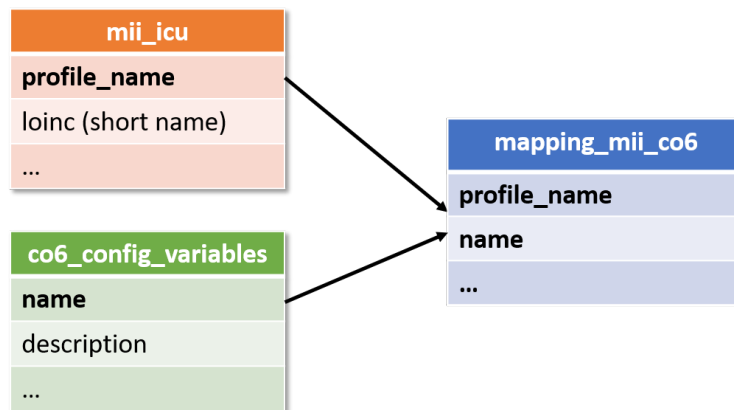 mii_icu
profile_name
loinc (short name)
...
co6_config_variables
name
description
...
mapping_mii_co6
profile_name
name
...